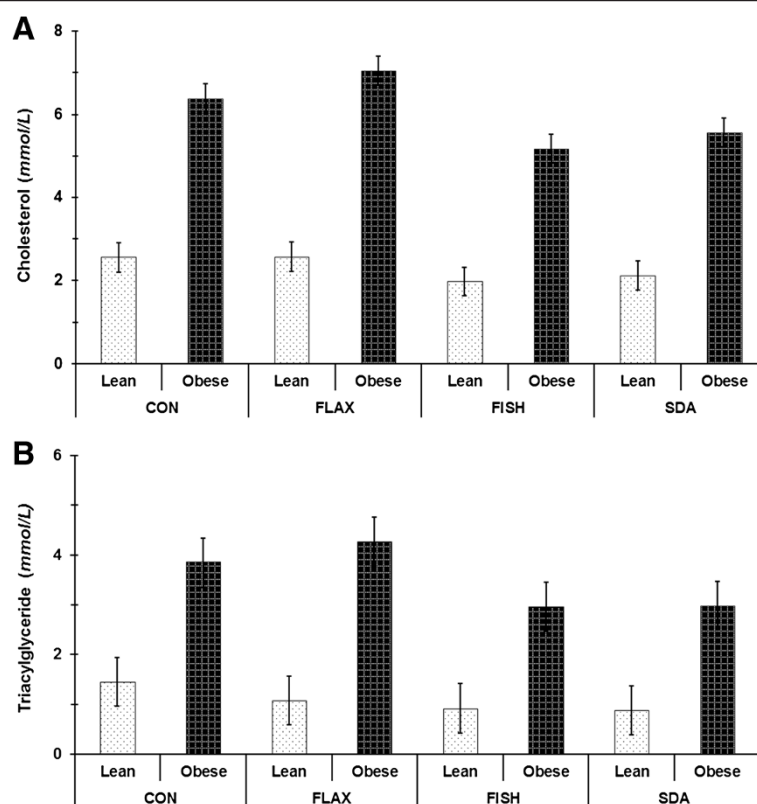 A
8
6
4
2
0
Cholesterol (mmol/L)
Lean Obese Lean Obese Lean Obese Lean Obese
CON FLAX FISH SDA
B
6
4
2
0
Triacylglyceride (mmol/L)
Lean Obese Lean Obese Lean Obese Lean Obese
CON FLAX FISH SDA